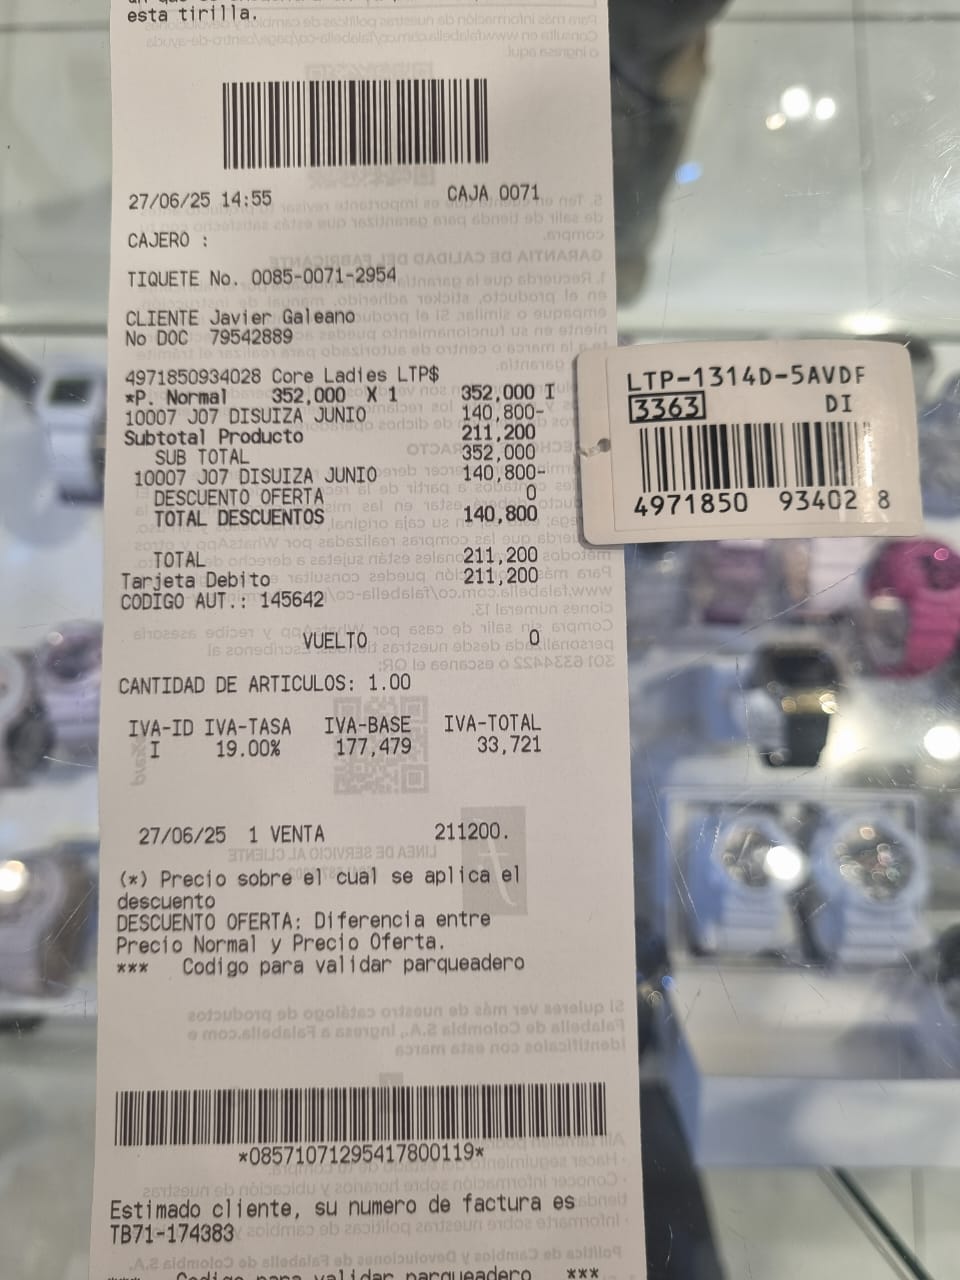 esta tirilla.
27/06/25 14:55 CAJA 0071
CAJERO :
TIQUETE No. 0085-0071-2954
CLIENTE Javier Galeano
No DOC 79542889
4971850934028 Core Ladies LTP$
*P. Normal 352,000 X 1 352,000 I
10007 J07 DISUIZA JUNIO 140,800-
Subtotal Producto 211,200
SUB TOTAL 352,000
10007 J07 DISUIZA JUNIO 140,800-
DESCUENTO OFERTA 0
TOTAL DESCUENTOS 140,800
TOTAL 211,200
Tarjeta Debito 211,200
CODIGO AUT.: 145642
VUELTO 0
CANTIDAD DE ARTICULOS: 1.00
IVA-ID IVA-TASA IVA-BASE IVA-TOTAL
I 19.00% 177,479 33,721
27/06/25 1 VENTA 211200.
(*) Precio sobre el cual se aplica el
descuento
DESCUENTO OFERTA: Diferencia entre
Precio Normal y Precio Oferta.
*** Codigo para validar parqueadero
*08571071295417800119*
Estimado cliente, su numero de factura es
TB71-174383
*** Codigo para validar parqueadero ***
LTP-1314D-5AVDF
3363 DI
4971850 93402 8